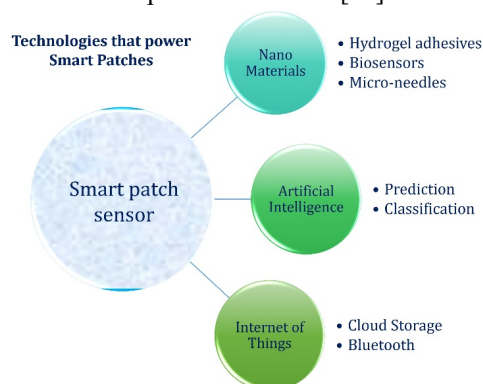 Technologies that power
Smart Patches
Smart patch
sensor
Nano
Materials
• Hydrogel adhesives
• Biosensors
• Micro-needles
Artificial
Intelligence
• Prediction
• Classification
Internet of
Things
• Cloud Storage
• Bluetooth